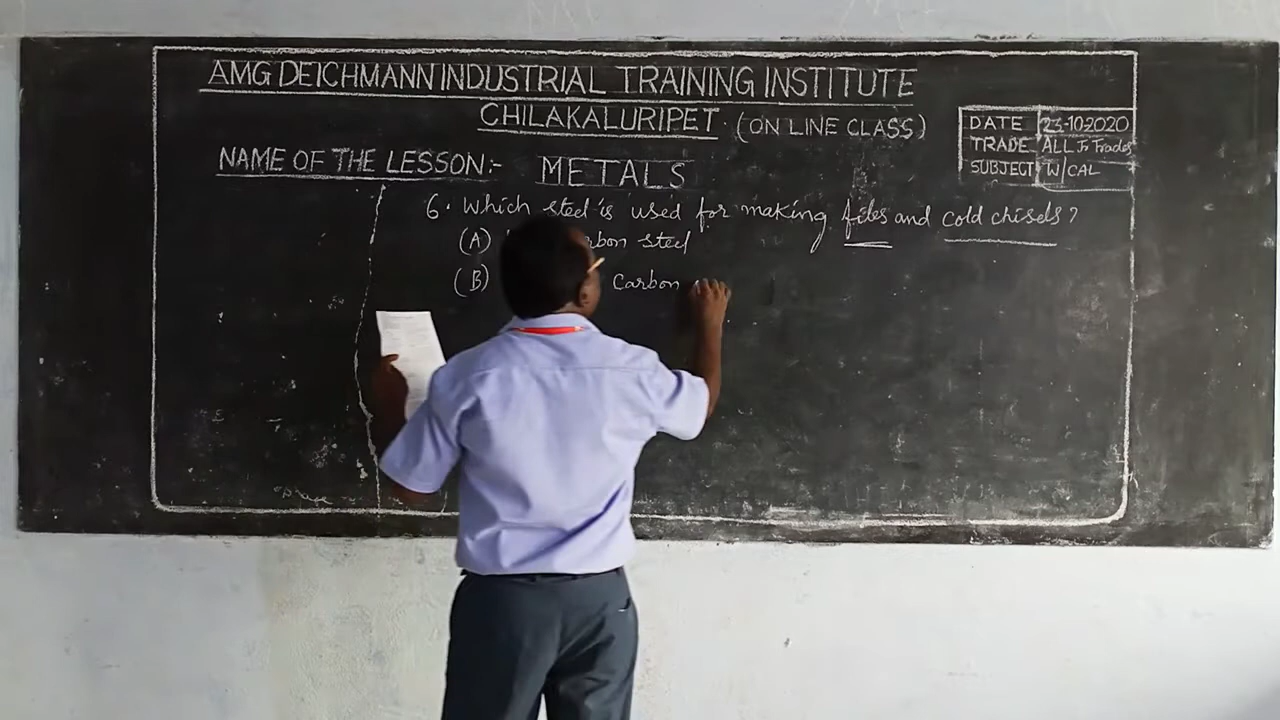 AMG DEICHMANN INDUSTRIAL TRAINING INSTITUTE
CHILAKALURIPET. (ON LINE CLASS)
DATE 23-10-2020
TRADE ALL Jr Trades
SUBJECT W/CAL
NAME OF THE LESSON:- METALS
6. Which steel is used for making files and cold chisels?
(A) steel
(B) Carbon